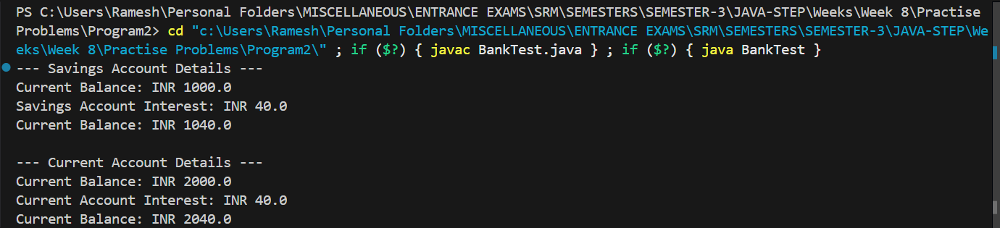 PS C:\Users\Ramesh\Personal Folders\MISCELLANEOUS\ENTRANCE EXAMS\SRM\SEMESTERS\SEMESTER-3\JAVA-STEP\Weeks\Week 8\Practise
Problems\Program2> cd "c:\Users\Ramesh\Personal Folders\MISCELLANEOUS\ENTRANCE EXAMS\SRM\SEMESTERS\SEMESTER-3\JAVA-STEP\We
eks\Week 8\Practise Problems\Program2\" ; if ($?) { javac BankTest.java } ; if ($?) { java BankTest }
--- Savings Account Details ---
Current Balance: INR 1000.0
Savings Account Interest: INR 40.0
Current Balance: INR 1040.0

--- Current Account Details ---
Current Balance: INR 2000.0
Current Account Interest: INR 40.0
Current Balance: INR 2040.0